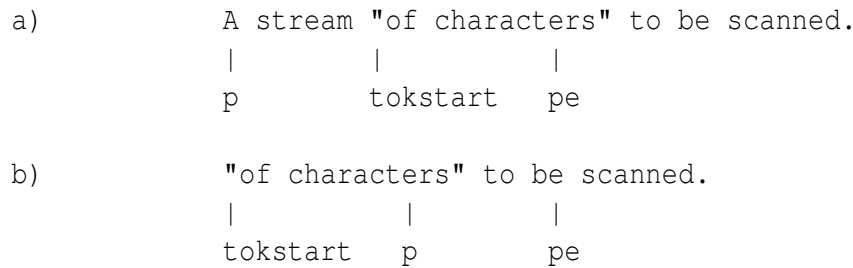 a) A stream "of characters" to be scanned.
| | |
p tokstart pe
b) "of characters" to be scanned.
| | |
tokstart p pe